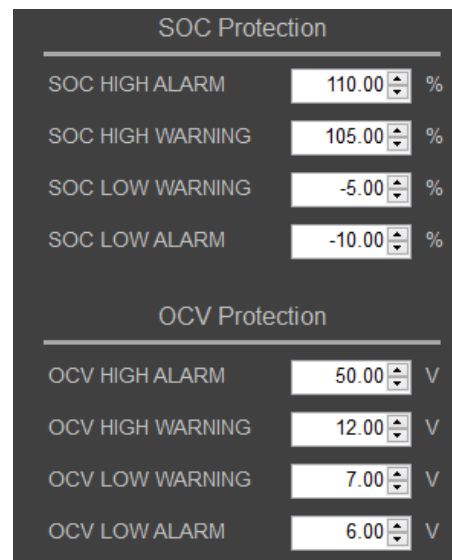 SOC Protection
SOC HIGH ALARM 110.00 %
SOC HIGH WARNING 105.00 %
SOC LOW WARNING -5.00 %
SOC LOW ALARM -10.00 %
OCV Protection
OCV HIGH ALARM 50.00 V
OCV HIGH WARNING 12.00 V
OCV LOW WARNING 7.00 V
OCV LOW ALARM 6.00 V